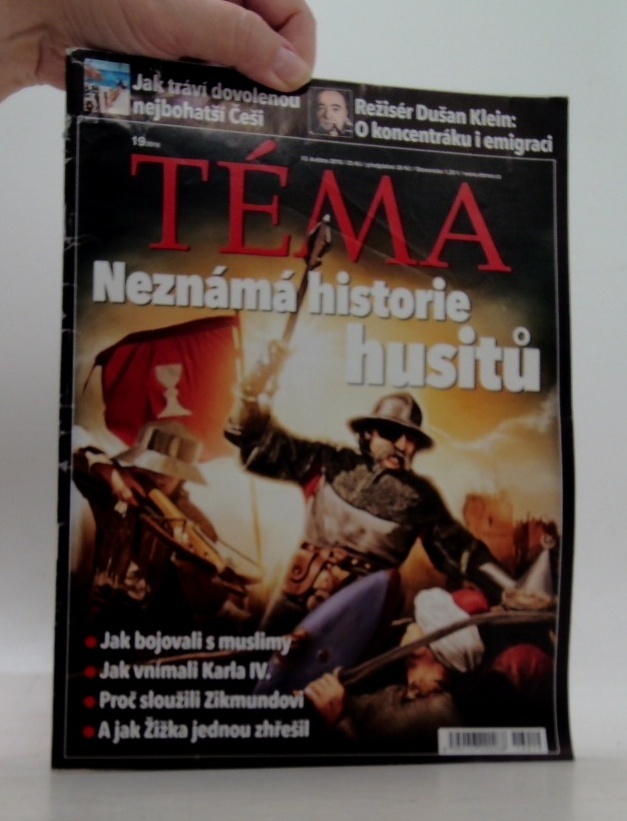 Jak tráví dovolenou
nejbohatší Češi
Režisér Dušan Klein:
O koncentráku i emigraci
19
TÉMA
Neznámá historie
husitů
Jak bojovali s muslimy
Jak vnímali Karla IV.
Proč sloužili Zikmundovi
A jak Žižka jednou zhřešil